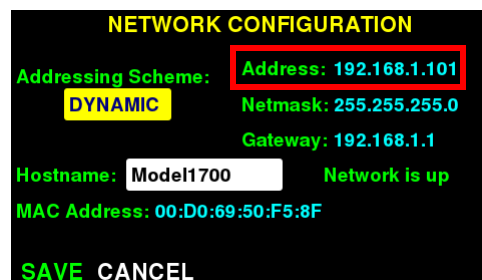 NETWORK CONFIGURATION
Addressing Scheme:
DYNAMIC
Address: 192.168.1.101
Netmask: 255.255.255.0
Gateway: 192.168.1.1
Hostname: Model1700
Network is up
MAC Address: 00:D0:69:50:F5:8F
SAVE CANCEL